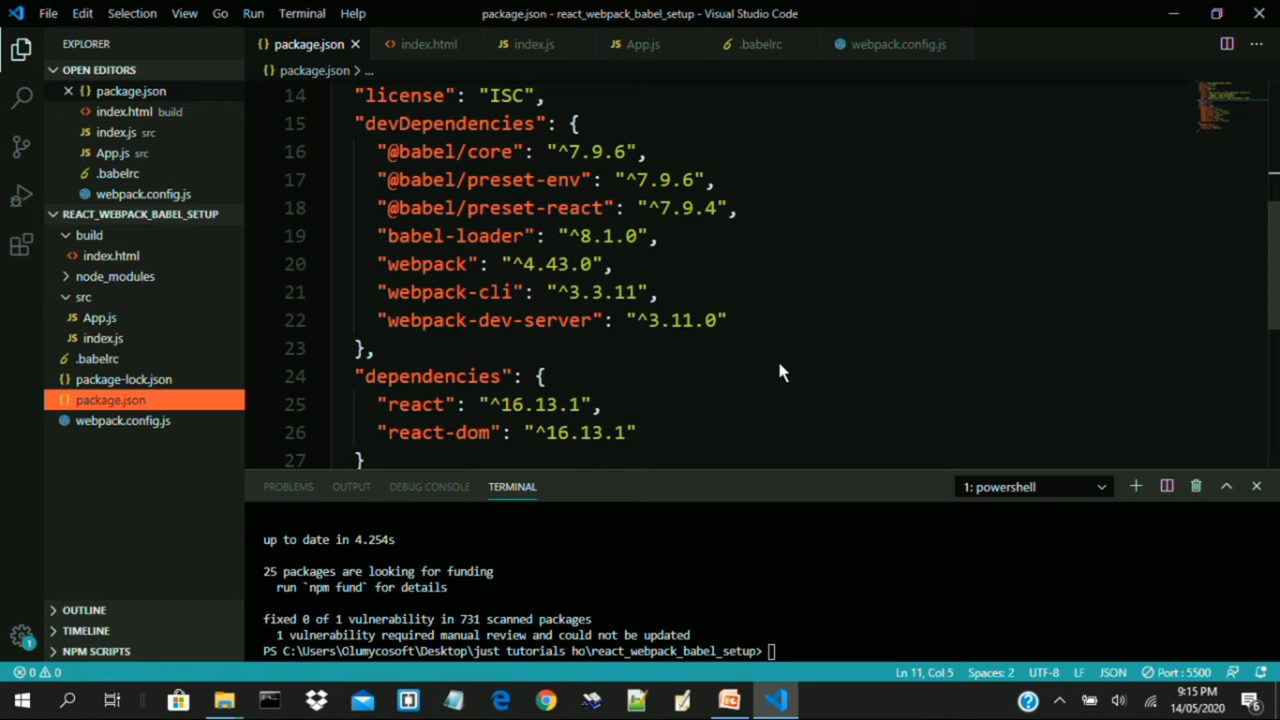 File Edit Selection View Go Run Terminal Help package.json - react_webpack_babel_setup - Visual Studio Code
EXPLORER
OPEN EDITORS
{} package.json
<> index.html build
JS index.js src
JS App.js src
.babelrc
webpack.config.js
REACT_WEBPACK_BABEL_SETUP
build
<> index.html
node_modules
src
JS App.js
JS index.js
.babelrc
{} package-lock.json
{} package.json
webpack.config.js
OUTLINE
TIMELINE
NPM SCRIPTS
{} package.json <> index.html JS index.js JS App.js .babelrc webpack.config.js
{} package.json > ...
14 "license": "ISC",
15 "devDependencies": {
16 "@babel/core": "^7.9.6",
17 "@babel/preset-env": "^7.9.6",
18 "@babel/preset-react": "^7.9.4",
19 "babel-loader": "^8.1.0",
20 "webpack": "^4.43.0",
21 "webpack-cli": "^3.3.11",
22 "webpack-dev-server": "^3.11.0"
23 },
24 "dependencies": {
25 "react": "^16.13.1",
26 "react-dom": "^16.13.1"
27 }
PROBLEMS OUTPUT DEBUG CONSOLE TERMINAL 1: powershell
up to date in 4.254s
25 packages are looking for funding
run `npm fund` for details
fixed 0 of 1 vulnerability in 731 scanned packages
1 vulnerability required manual review and could not be updated
PS C:\Users\Olumycosoft\Desktop\just tutorials ho\react_webpack_babel_setup>
0 0 Ln 11, Col 5 Spaces: 2 UTF-8 LF JSON Port : 5500
9:15 PM
14/05/2020
6